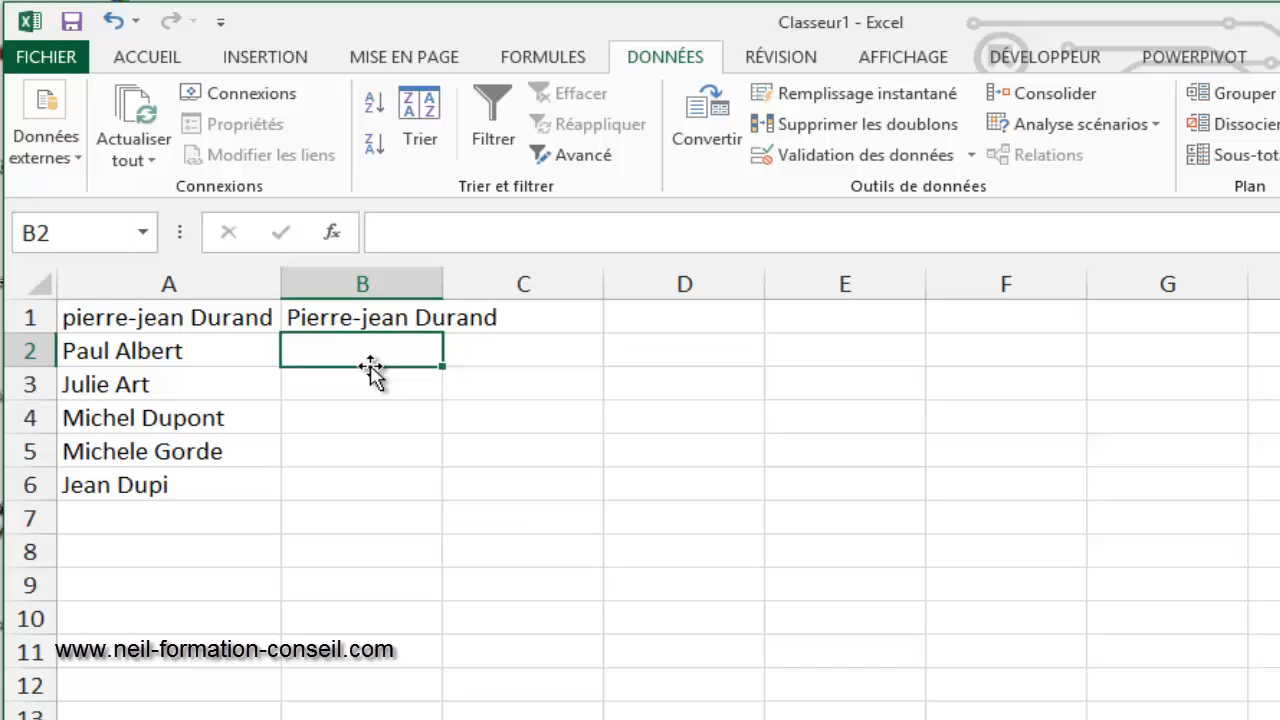 Classeur1 - Excel
FICHIER ACCUEIL INSERTION MISE EN PAGE FORMULES DONNÉES RÉVISION AFFICHAGE DÉVELOPPEUR POWERPIVOT
Données externes
Actualiser tout
Connexions
Propriétés
Modifier les liens
Connexions
A Z
Z A
Z A A Z
Trier
Filtrer
Effacer
Réappliquer
Avancé
Trier et filtrer
Convertir
Remplissage instantané
Supprimer les doublons
Validation des données
Consolider
Analyse scénarios
Relations
Outils de données
Grouper
Dissocier
Sous-tot
Plan
B2 fx
A B C D E F G
1 pierre-jean Durand Pierre-jean Durand
2 Paul Albert
3 Julie Art
4 Michel Dupont
5 Michele Gorde
6 Jean Dupi
7
8
9
10
11 www.neil-formation-conseil.com
12
13